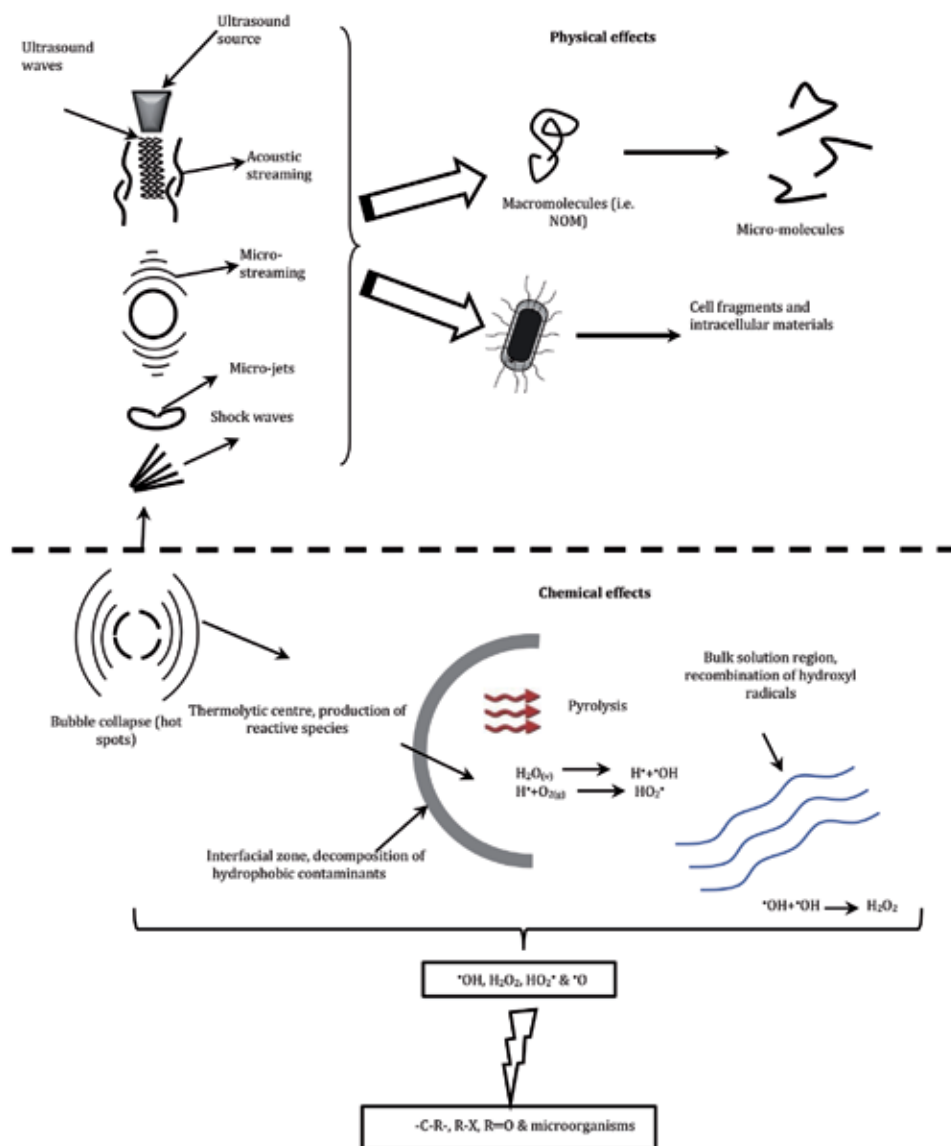 Ultrasound
source
Ultrasound
waves
Physical effects
Acoustic
streaming
Macromolecules (i.e.
NOM)
Micro-molecules
Micro-
streaming
Cell fragments and
intracellular materials
Micro-jets
Shock waves
Chemical effects
Bubble collapse (hot
spots)
Thermolytic centre, production of
reactive species
Pyrolysis
Bulk solution region,
recombination of hydroxyl
radicals
H₂O(v) → H•+•OH
H•+O₂(g) → HO₂•
Interfacial zone, decomposition of
hydrophobic contaminants
•OH+•OH → H₂O₂
•OH, H₂O₂, HO₂• & •O
-C-R-, R-X, R=O & microorganisms